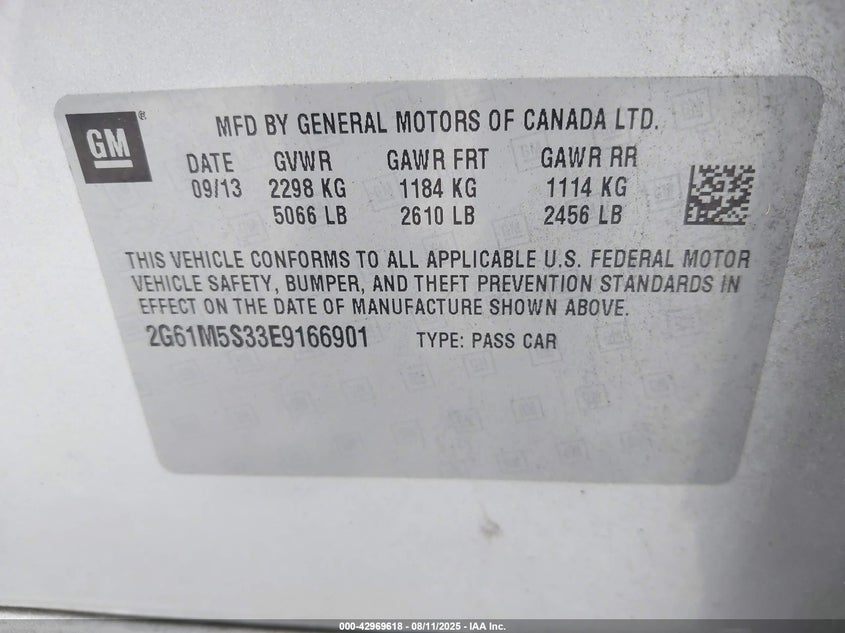 GM®
MFD BY GENERAL MOTORS OF CANADA LTD.
DATE GVWR GAWR FRT GAWR RR
09/13 2298 KG 1184 KG 1114 KG
5066 LB 2610 LB 2456 LB
THIS VEHICLE CONFORMS TO ALL APPLICABLE U.S. FEDERAL MOTOR
VEHICLE SAFETY, BUMPER, AND THEFT PREVENTION STANDARDS IN
EFFECT ON THE DATE OF MANUFACTURE SHOWN ABOVE.
2G61M5S33E9166901 TYPE: PASS CAR
000-42969618 - 08/11/2025 - IAA Inc.